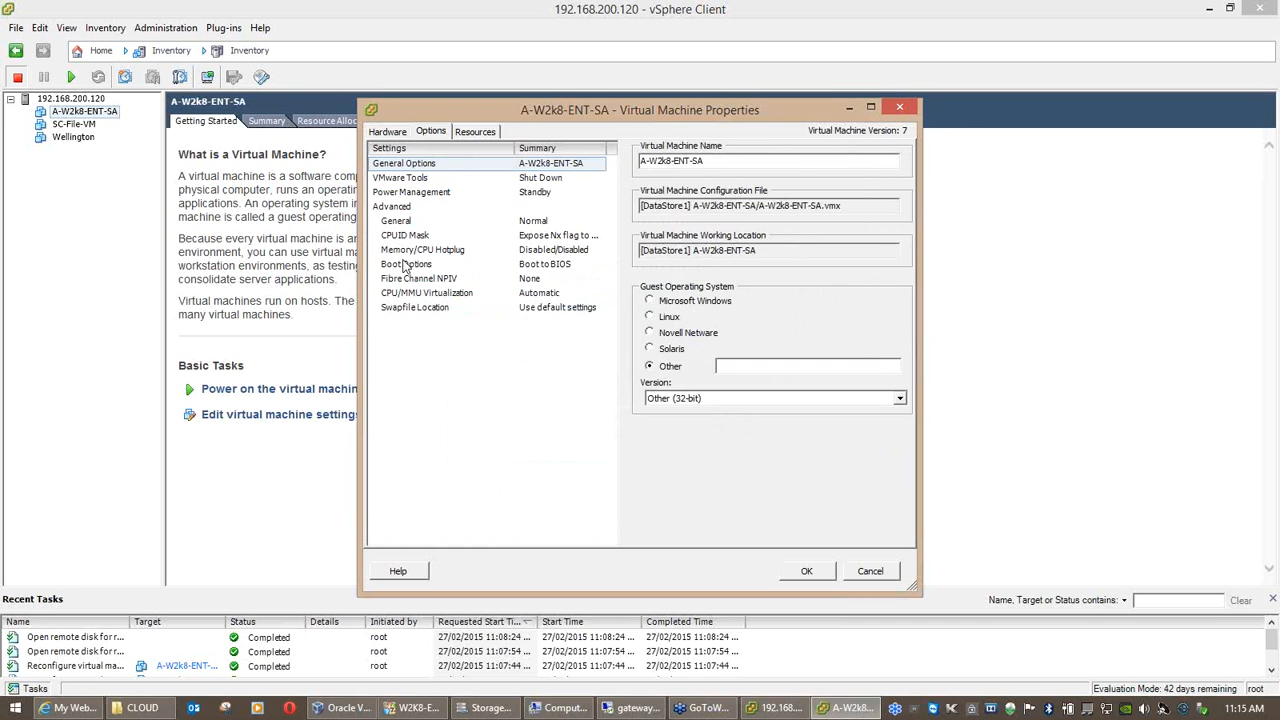 192.168.200.120 - vSphere Client
File Edit View Inventory Administration Plug-ins Help
Home Inventory Inventory
192.168.200.120
A-W2k8-ENT-SA
SC-File-VM
Wellington
A-W2k8-ENT-SA
Getting Started Summary Resource Alloc
What is a Virtual Machine?
A virtual machine is a software comp
physical computer, runs an operating
applications. An operating system in
machine is called a guest operating
Because every virtual machine is an
environment, you can use virtual ma
workstation environments, as testing
consolidate server applications.
Virtual machines run on hosts. The
many virtual machines.
Basic Tasks
Power on the virtual machin
Edit virtual machine settings
A-W2k8-ENT-SA - Virtual Machine Properties
Hardware Options Resources
Virtual Machine Version: 7
Settings Summary
General Options A-W2k8-ENT-SA
VMware Tools Shut Down
Power Management Standby
Advanced
General Normal
CPUID Mask Expose Nx flag to ...
Memory/CPU Hotplug Disabled/Disabled
Boot Options Boot to BIOS
Fibre Channel NPIV None
CPU/MMU Virtualization Automatic
Swapfile Location Use default settings
Virtual Machine Name
A-W2k8-ENT-SA
Virtual Machine Configuration File
[DataStore1] A-W2k8-ENT-SA/A-W2k8-ENT-SA.vmx
Virtual Machine Working Location
[DataStore1] A-W2k8-ENT-SA
Guest Operating System
Microsoft Windows
Linux
Novell Netware
Solaris
Other
Version:
Other (32-bit)
Help OK Cancel
Recent Tasks
Name, Target or Status contains: Clear
Name Target Status Details Initiated by Requested Start Ti... Start Time Completed Time
Open remote disk for r... Completed root 27/02/2015 11:08:24 27/02/2015 11:08:24 27/02/2015 11:08:24
Open remote disk for r... Completed root 27/02/2015 11:07:54 27/02/2015 11:07:54 27/02/2015 11:07:54
Reconfigure virtual ma... A-W2k8-ENT-... Completed root 27/02/2015 11:07:44 27/02/2015 11:07:44 27/02/2015 11:07:44
Tasks Evaluation Mode: 42 days remaining root
My Web... CLOUD Oracle V... W2K8-E... Storage... Comput... gateway... GoToW... 192.168... A-W2k8... 11:15 AM